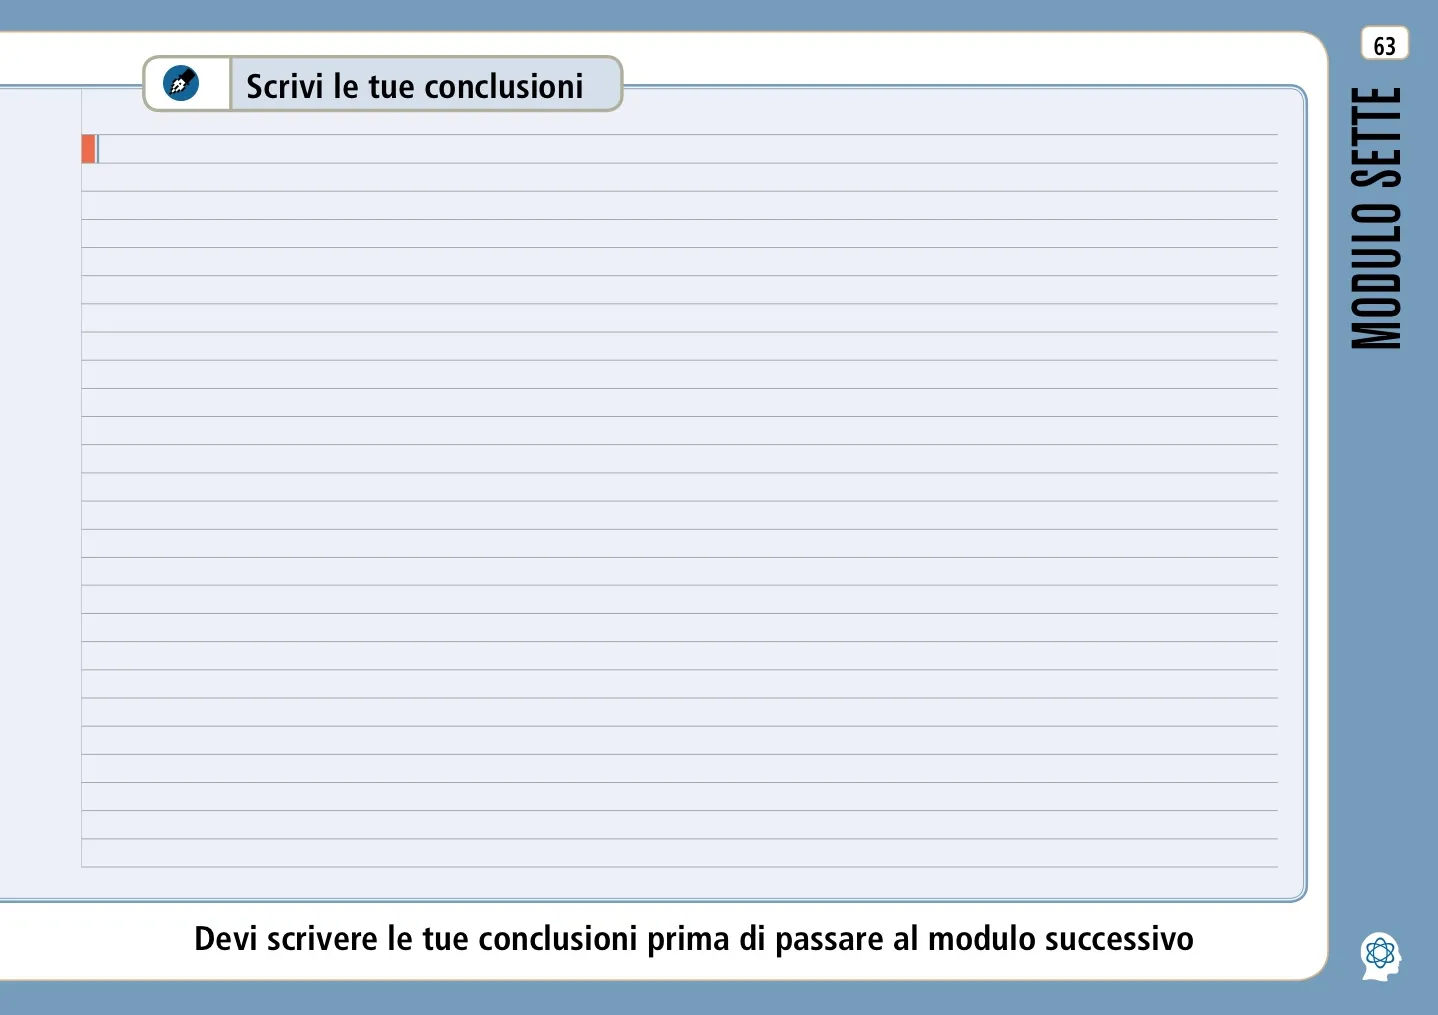 63
Scrivi le tue conclusioni
MODULO SETTE
Devi scrivere le tue conclusioni prima di passare al modulo successivo